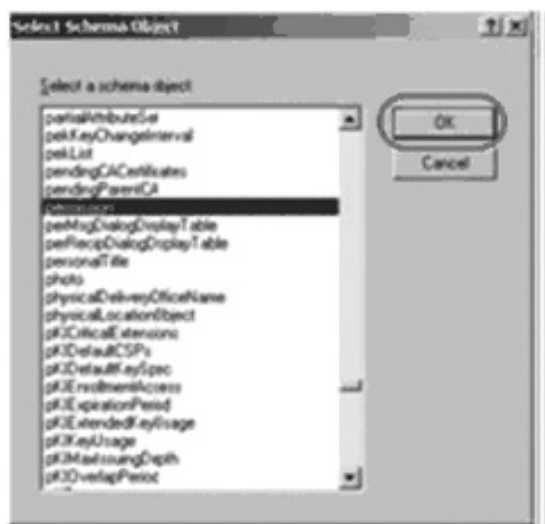 Select Schema Object
Select a schema object
OK
Cancel
partialAttributeSet
pekKeyChangeInterval
pekList
pendingCACertificates
pendingParentCA
perMsgDialogDisplayTable
perRecipDialogDisplayTable
personalTitle
photo
physicalDeliveryOfficeName
physicalLocationObject
pKICriticalExtensions
pKIDefaultCSPs
pKIDefaultKeySpec
pKIEnrollmentAccess
pKIExpirationPeriod
pKIExtendedKeyUsage
pKIKeyUsage
pKIMaxIssuingDepth
pKIOverlapPeriod